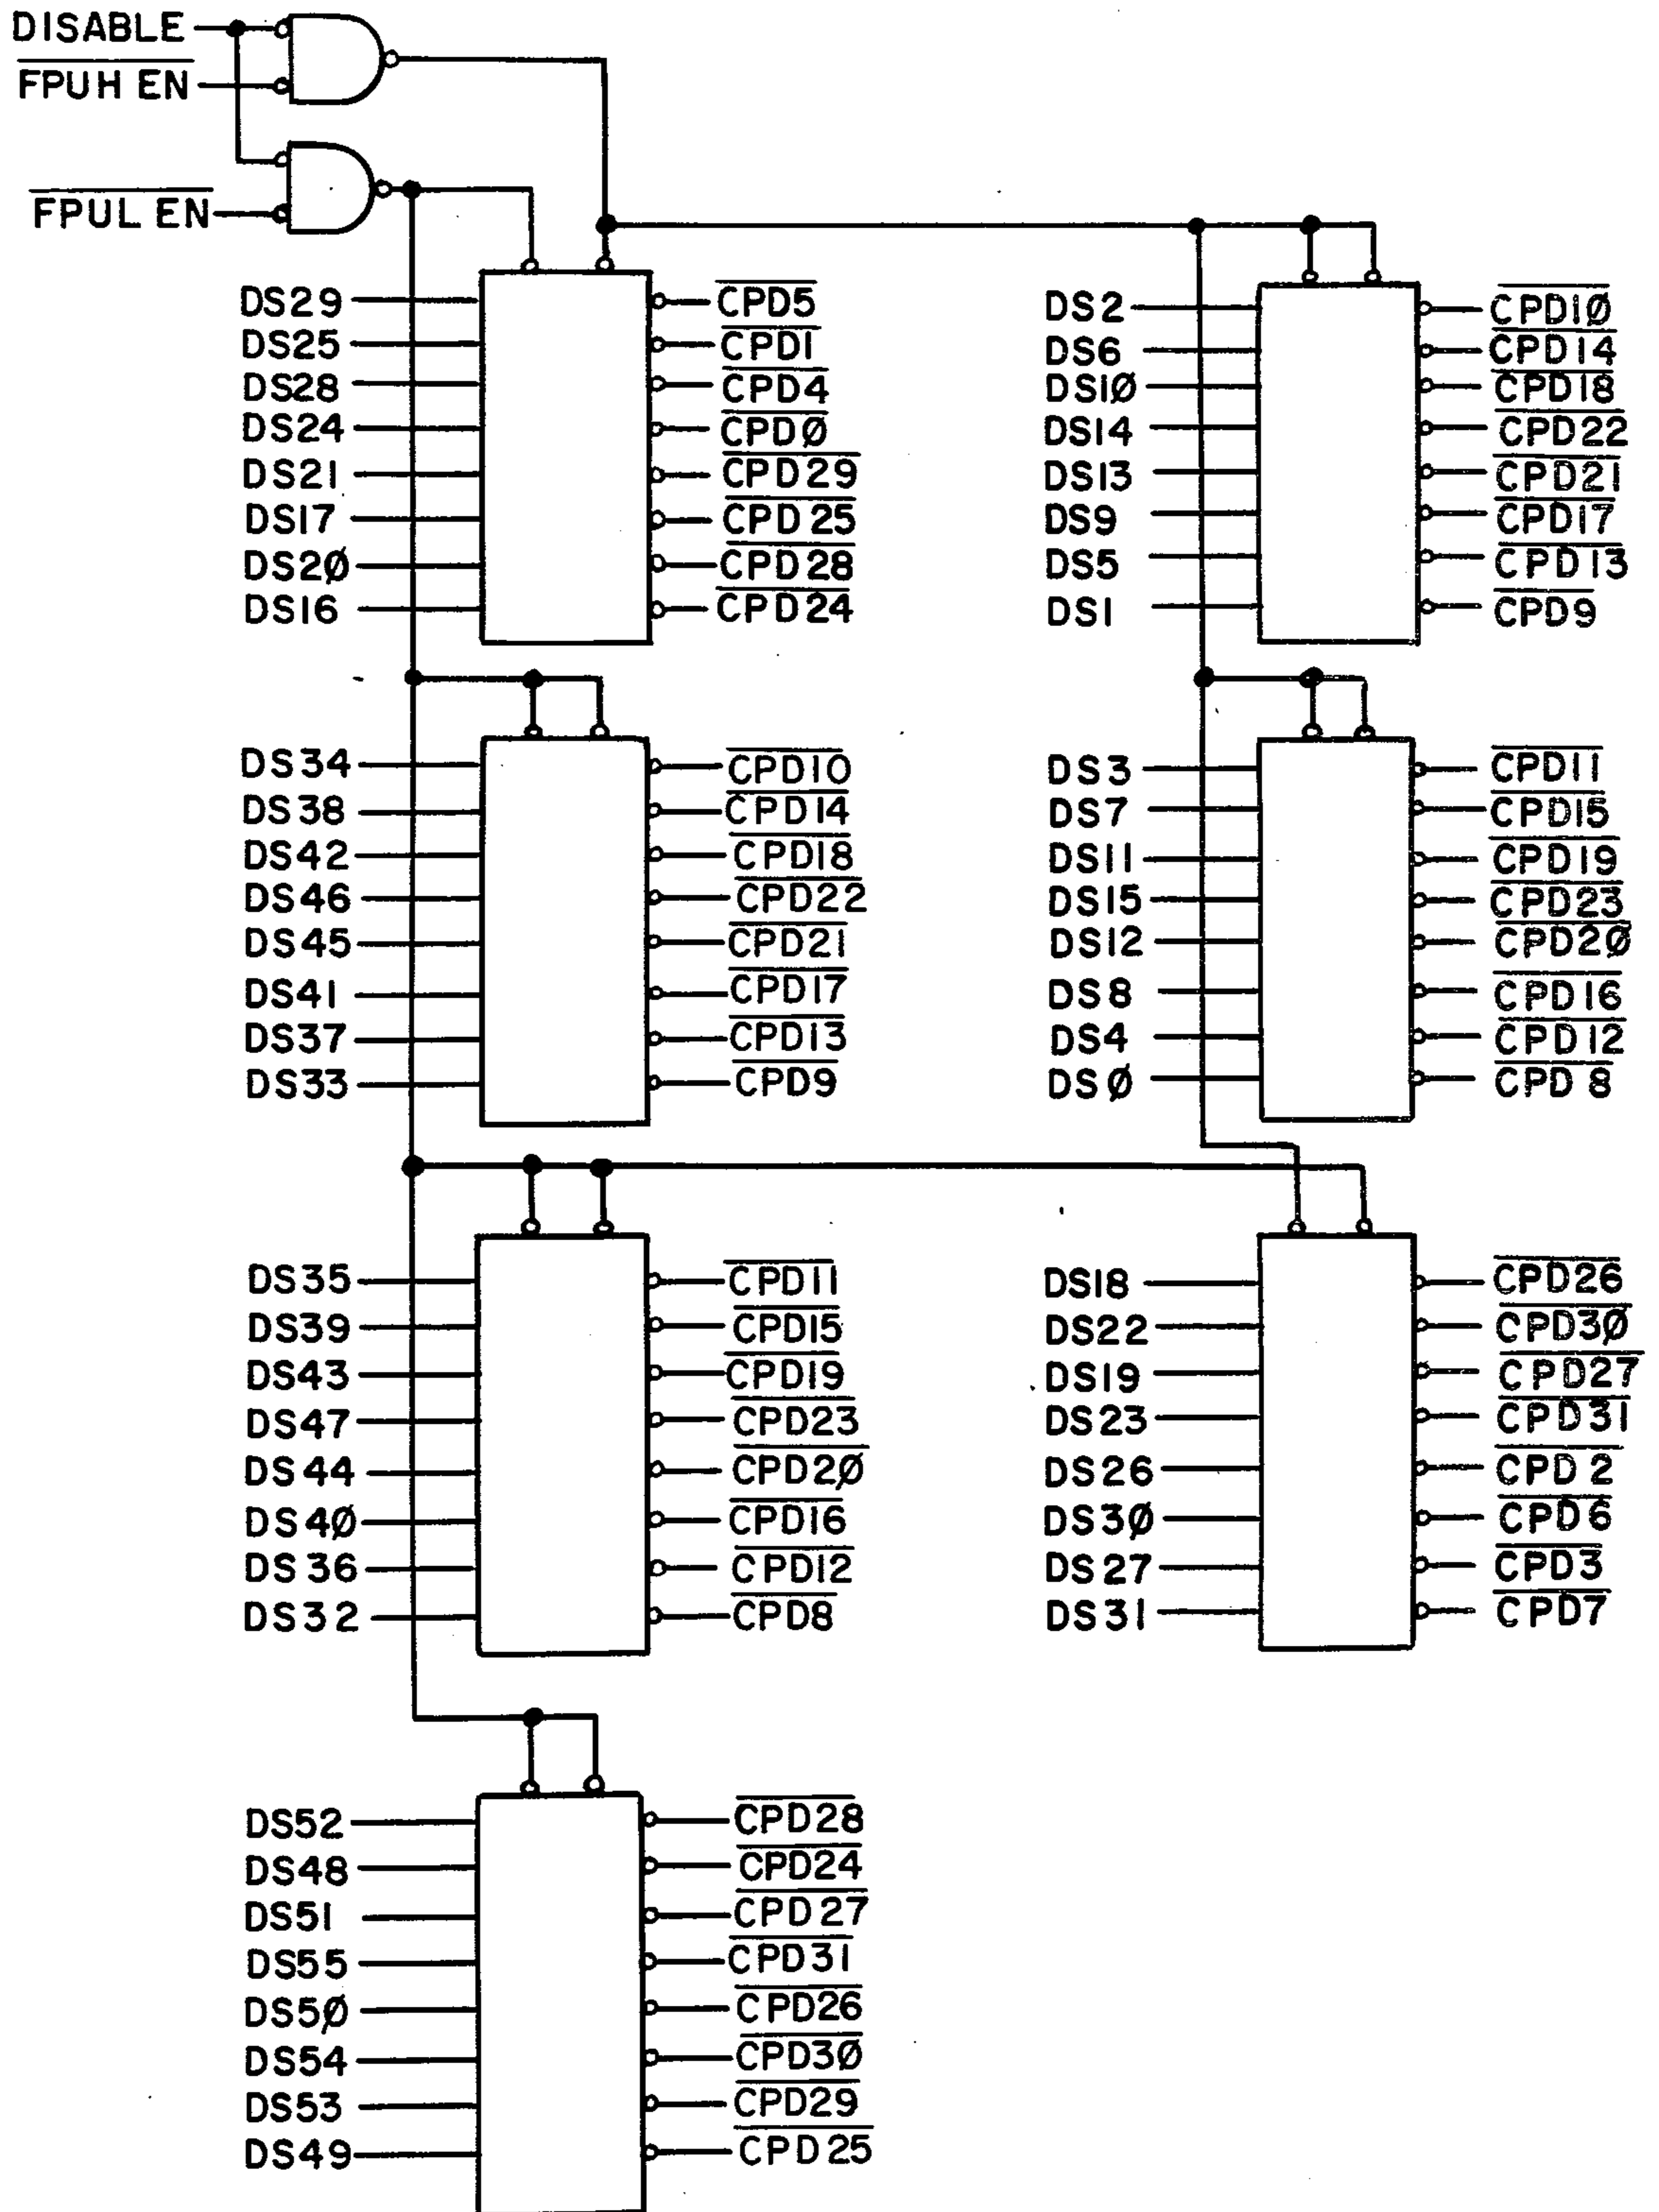 DISABLE
FPUH EN
FPUL EN
DS29 CPD5
DS25 CPD1
DS28 CPD4
DS24 CPDØ
DS21 CPD29
DS17 CPD25
DS2Ø CPD28
DS16 CPD24
DS2 CPD1Ø
DS6 CPD14
DS1Ø CPD18
DS14 CPD22
DS13 CPD21
DS9 CPD17
DS5 CPD13
DS1 CPD9
DS34 CPD10
DS38 CPD14
DS42 CPD18
DS46 CPD22
DS45 CPD21
DS41 CPD17
DS37 CPD13
DS33 CPD9
DS3 CPD11
DS7 CPD15
DS11 CPD19
DS15 CPD23
DS12 CPD2Ø
DS8 CPD16
DS4 CPD12
DSØ CPD8
DS35 CPD11
DS39 CPD15
DS43 CPD19
DS47 CPD23
DS44 CPD2Ø
DS4Ø CPD16
DS36 CPD12
DS32 CPD8
DS18 CPD26
DS22 CPD3Ø
DS19 CPD27
DS23 CPD31
DS26 CPD2
DS3Ø CPD6
DS27 CPD3
DS31 CPD7
DS52 CPD28
DS48 CPD24
DS51 CPD27
DS55 CPD31
DS5Ø CPD26
DS54 CPD3Ø
DS53 CPD29
DS49 CPD25